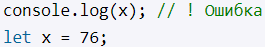 console.log(x); // ! Ошибка
let x = 76;